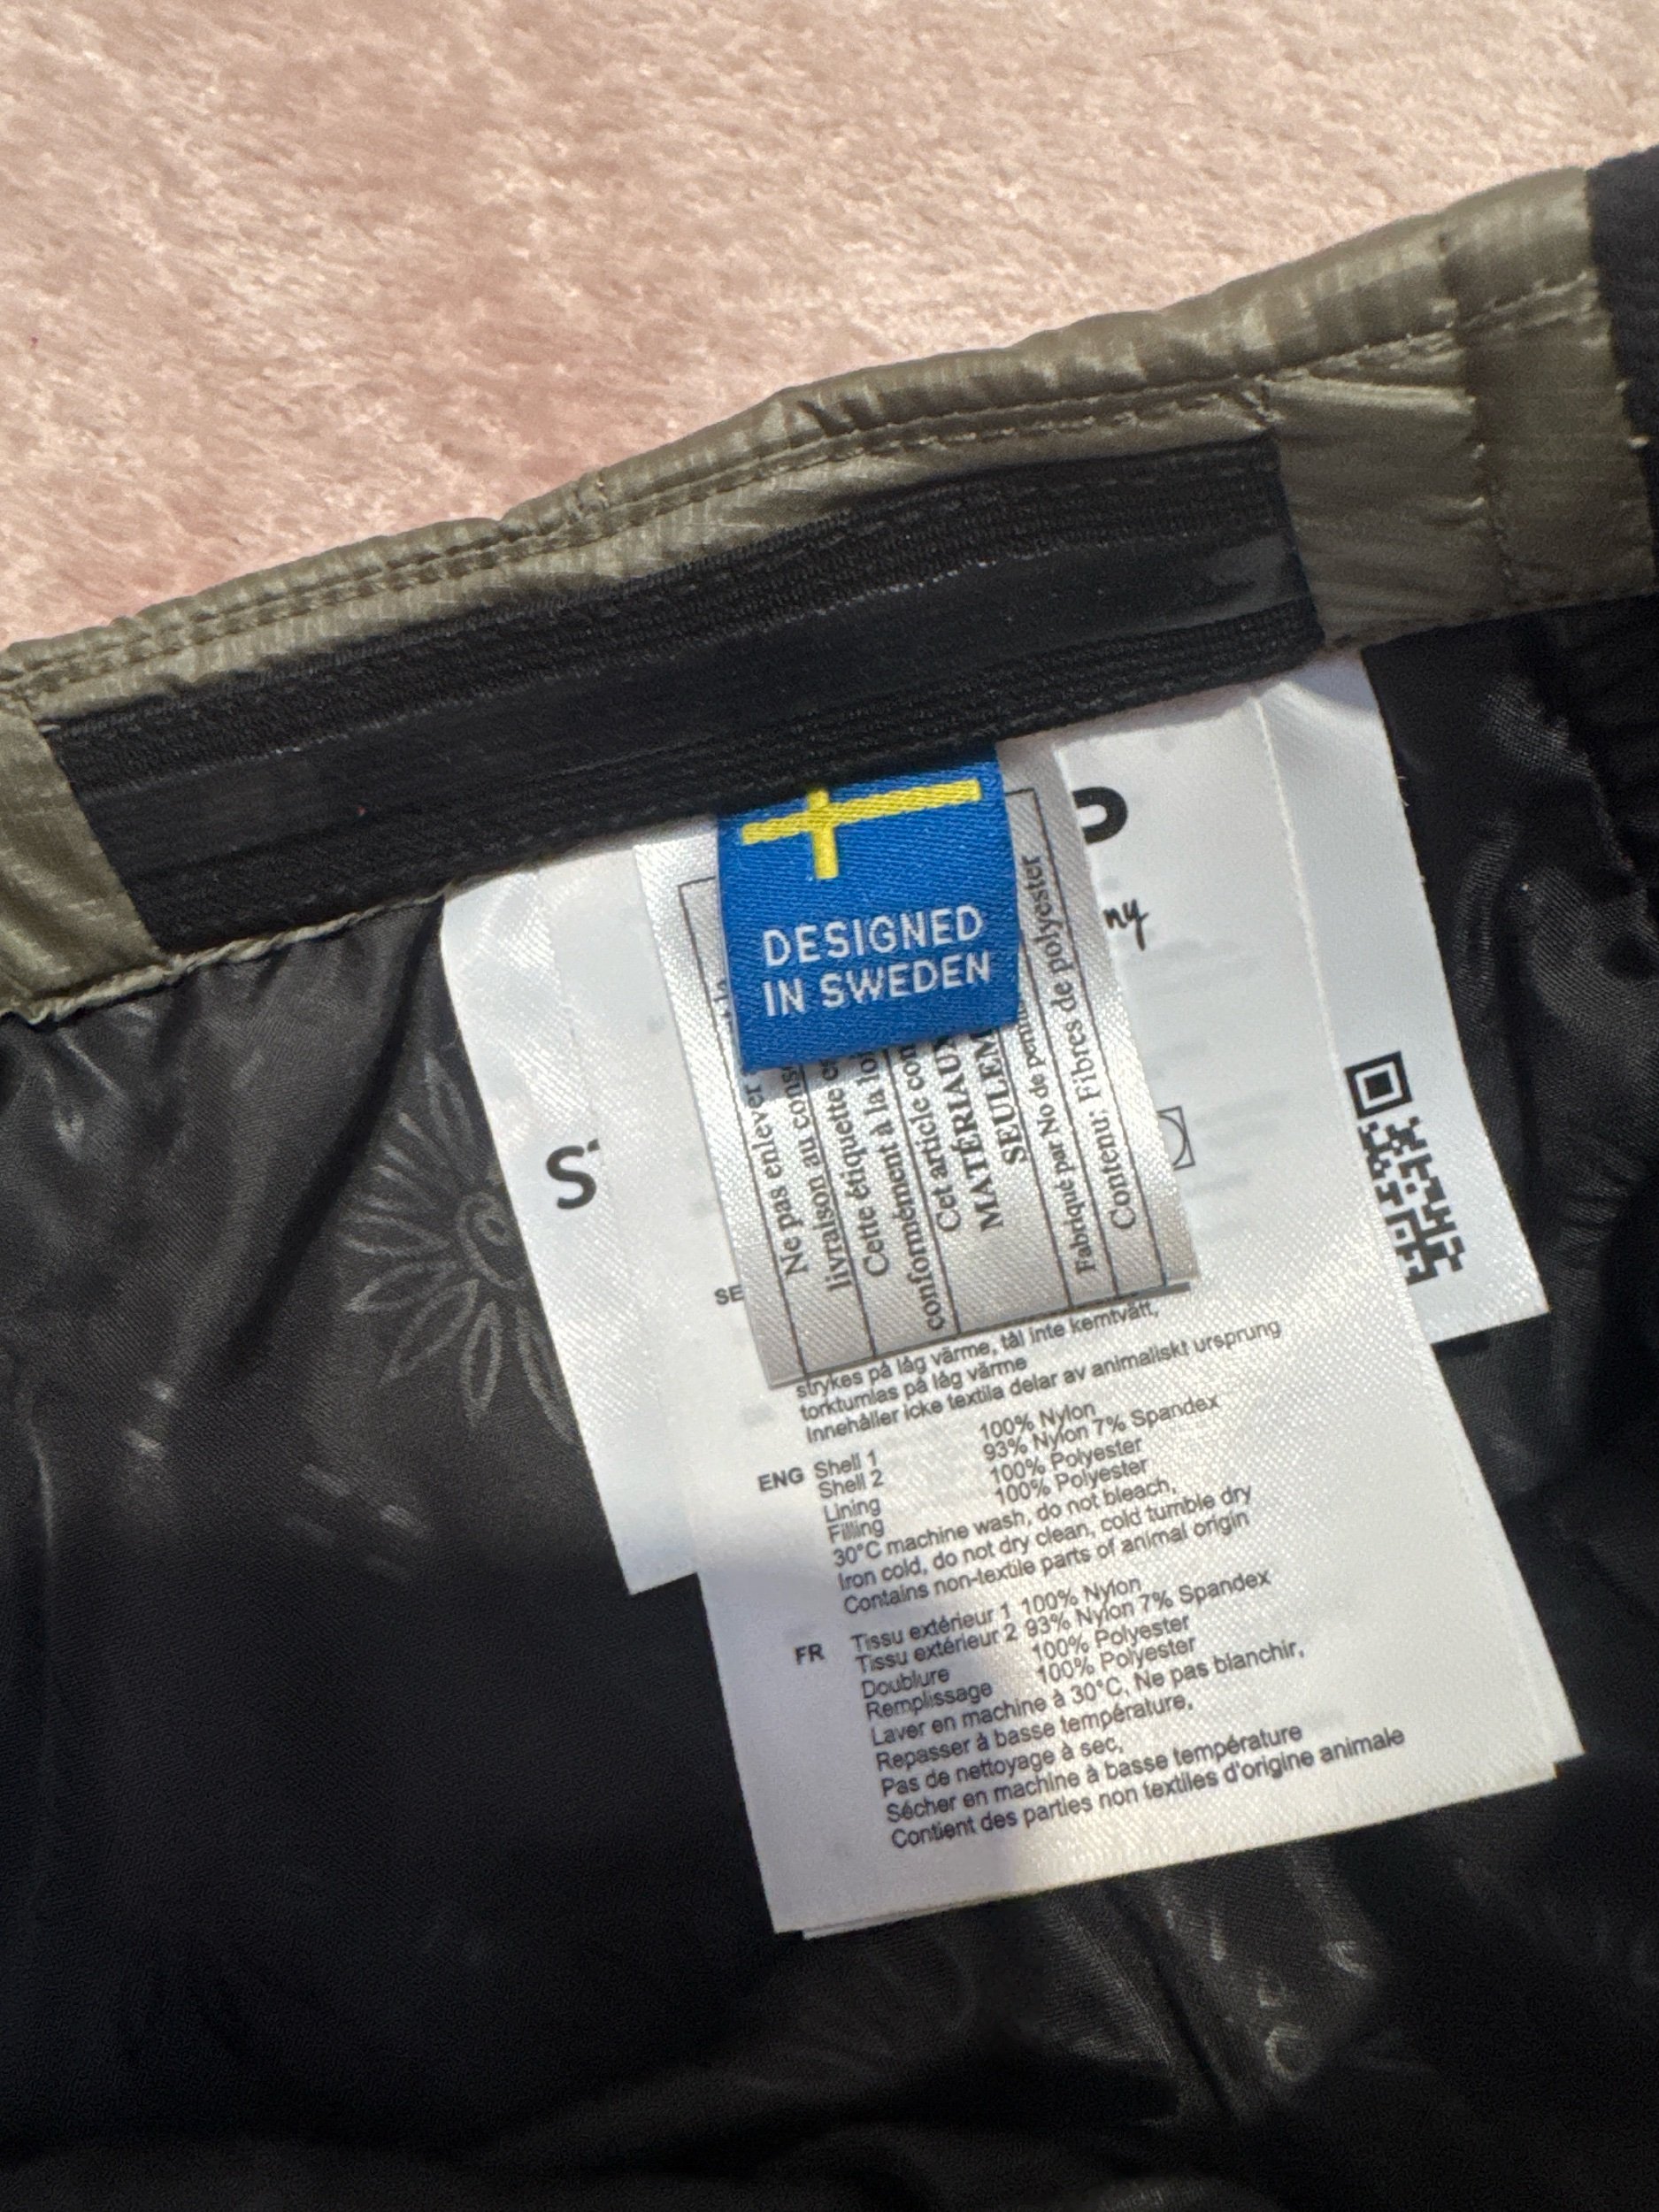 DESIGNED
IN SWEDEN
ny
Ne pas enlever
livraison au
Cette étiquette
conformément à la
Cet article
MATÉRIAUX
Fabriqué par No de
Contenu: Fibres de polyester
SE
strykes på låg värme, tål inte kemtvätt,
torktumlas på låg värme
Innehåller icke textila delar av animaliskt ursprung
ENG Shell 1 100% Nylon
Shell 2 93% Nylon 7% Spandex
Lining 100% Polyester
Filling 100% Polyester
30°C machine wash, do not bleach,
Iron cold, do not dry clean, cold tumble dry
Contains non-textile parts of animal origin
FR Tissu extérieur 1 100% Nylon
Tissu extérieur 2 93% Nylon 7% Spandex
Doublure 100% Polyester
Remplissage 100% Polyester
Laver en machine à 30°C, Ne pas blanchir,
Repasser à basse température,
Pas de nettoyage à sec,
Sécher en machine à basse température
Contient des parties non textiles d'origine animale